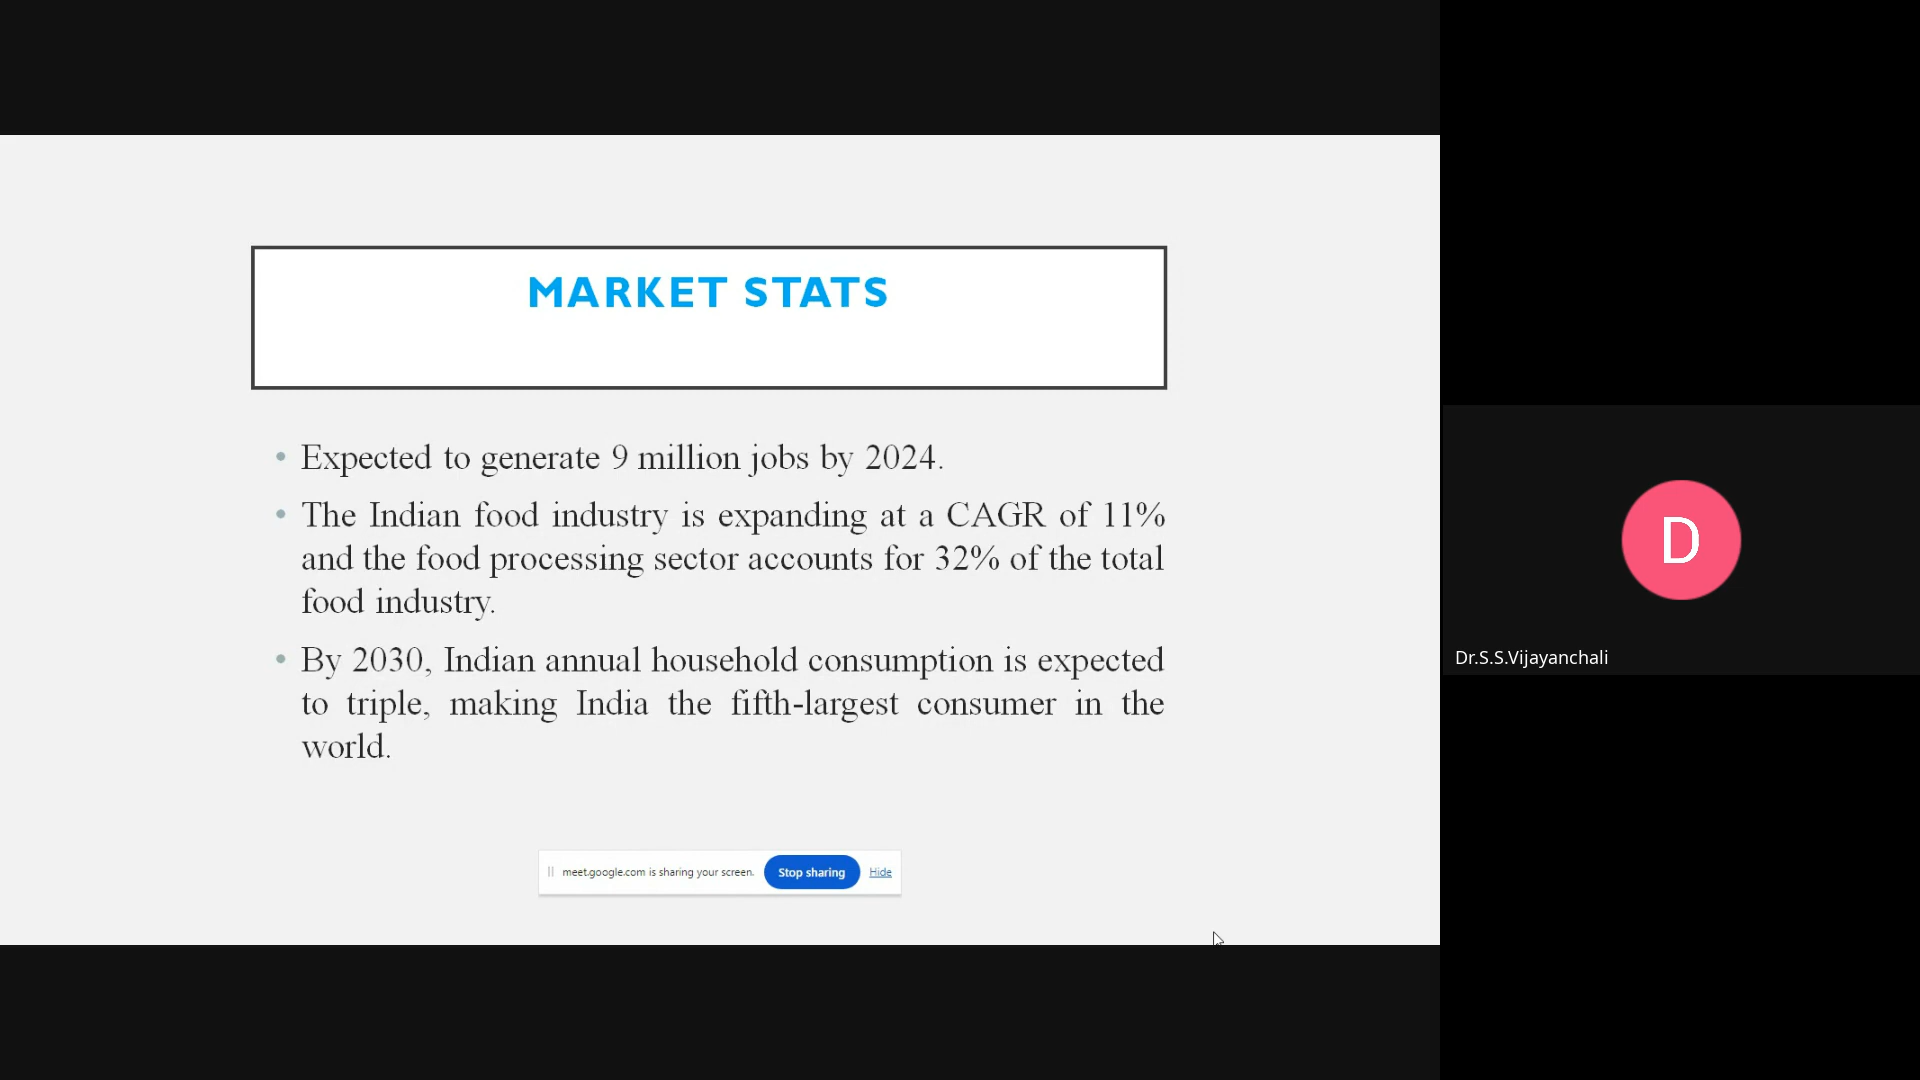 MARKET STATS
• Expected to generate 9 million jobs by 2024.
• The Indian food industry is expanding at a CAGR of 11%
and the food processing sector accounts for 32% of the total
food industry.
• By 2030, Indian annual household consumption is expected
to triple, making India the fifth-largest consumer in the
world.
meet.google.com is sharing your screen. Stop sharing Hide
D
Dr.S.S.Vijayanchali